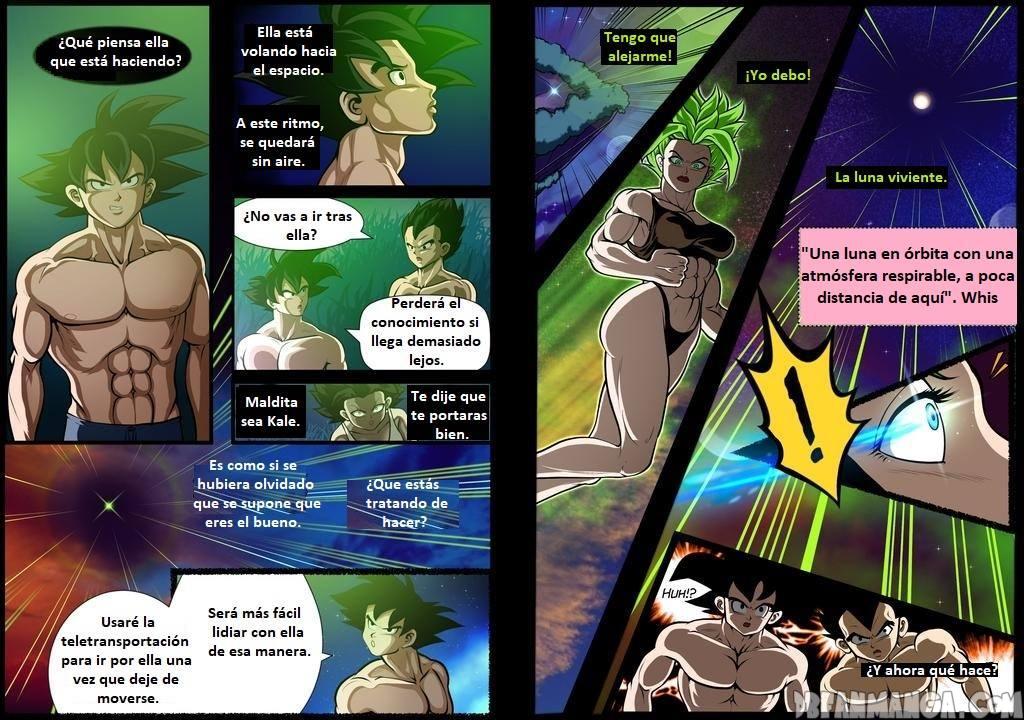 ¿Qué piensa ella
que está haciendo?
Ella está
volando hacia
el espacio.
A este ritmo,
se quedará
sin aire.
¿No vas a ir tras
ella?
Perderá el
conocimiento si
llega demasiado
lejos.
Maldita
sea Kale.
Te dije que
te portaras
bien.
Es como si se
hubiera olvidado
que se supone que
eres el bueno.
¿Que estás
tratando de
hacer?
Usaré la
teletransportación
para ir por ella una
vez que deje de
moverse.
Será más fácil
lidiar con ella
de esa manera.
Tengo que
alejarme!
¡Yo debo!
La luna viviente.
"Una luna en órbita con una
atmósfera respirable, a poca
distancia de aquí". Whis
!
Huh!?
¿Y ahora qué hace?
DBFANMANGA.COM